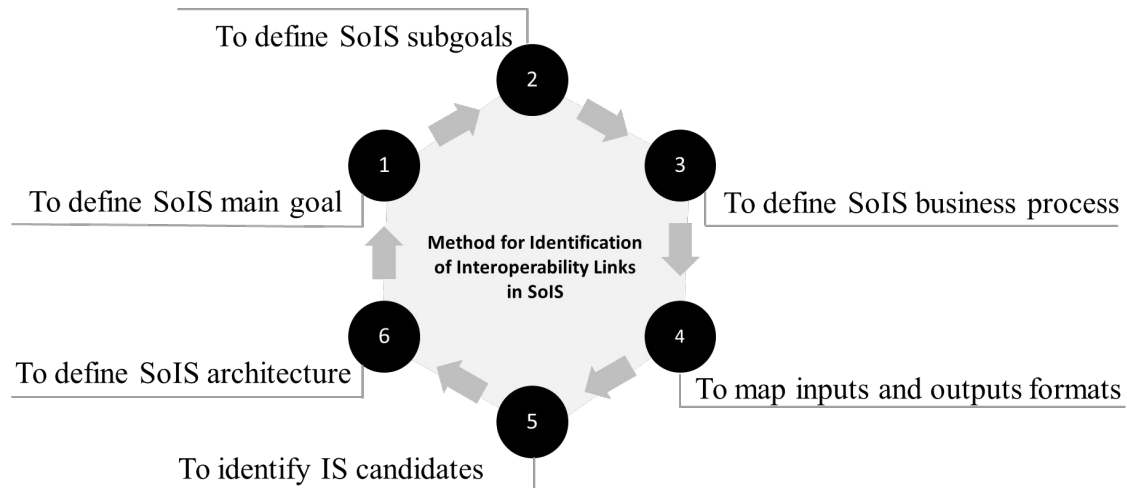 To define SoIS subgoals
2
1
3
To define SoIS main goal
To define SoIS business process
Method for Identification
of Interoperability Links
in SoIS
6
4
To define SoIS architecture
To map inputs and outputs formats
5
To identify IS candidates